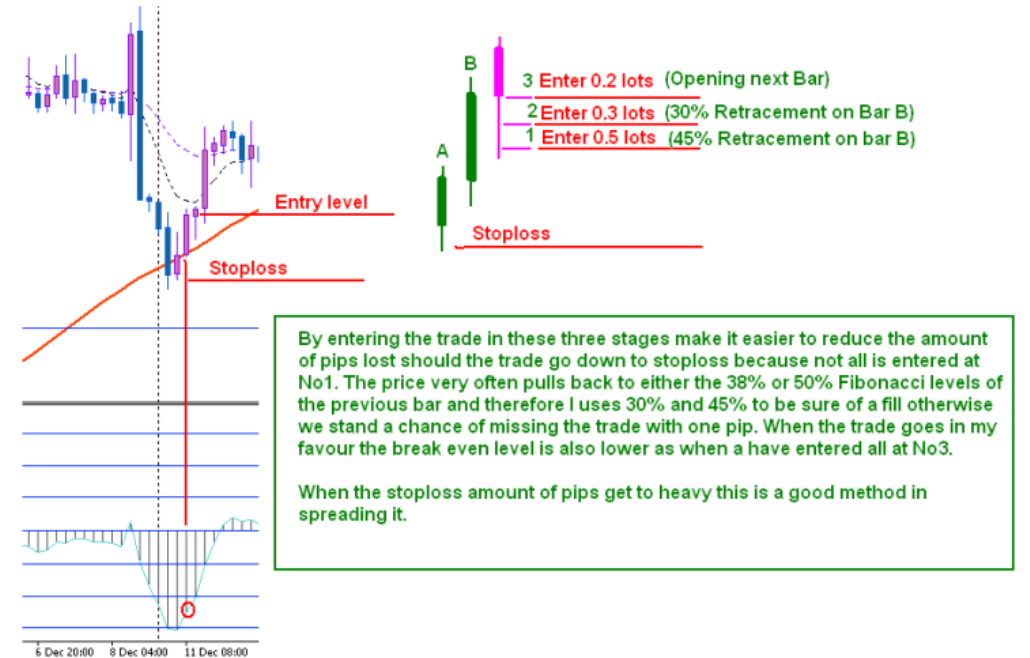 B
3 Enter 0.2 lots (Opening next Bar)
2 Enter 0.3 lots (30% Retracement on Bar B)
1 Enter 0.5 lots (45% Retracement on bar B)
A
Entry level
Stoploss
Stoploss
By entering the trade in these three stages make it easier to reduce the amount
of pips lost should the trade go down to stoploss because not all is entered at
No1. The price very often pulls back to either the 38% or 50% Fibonacci levels of
the previous bar and therefore I uses 30% and 45% to be sure of a fill otherwise
we stand a chance of missing the trade with one pip. When the trade goes in my
favour the break even level is also lower as when a have entered all at No3.
When the stoploss amount of pips get to heavy this is a good method in
spreading it.
6 Dec 20:00 8 Dec 04:00 11 Dec 08:00